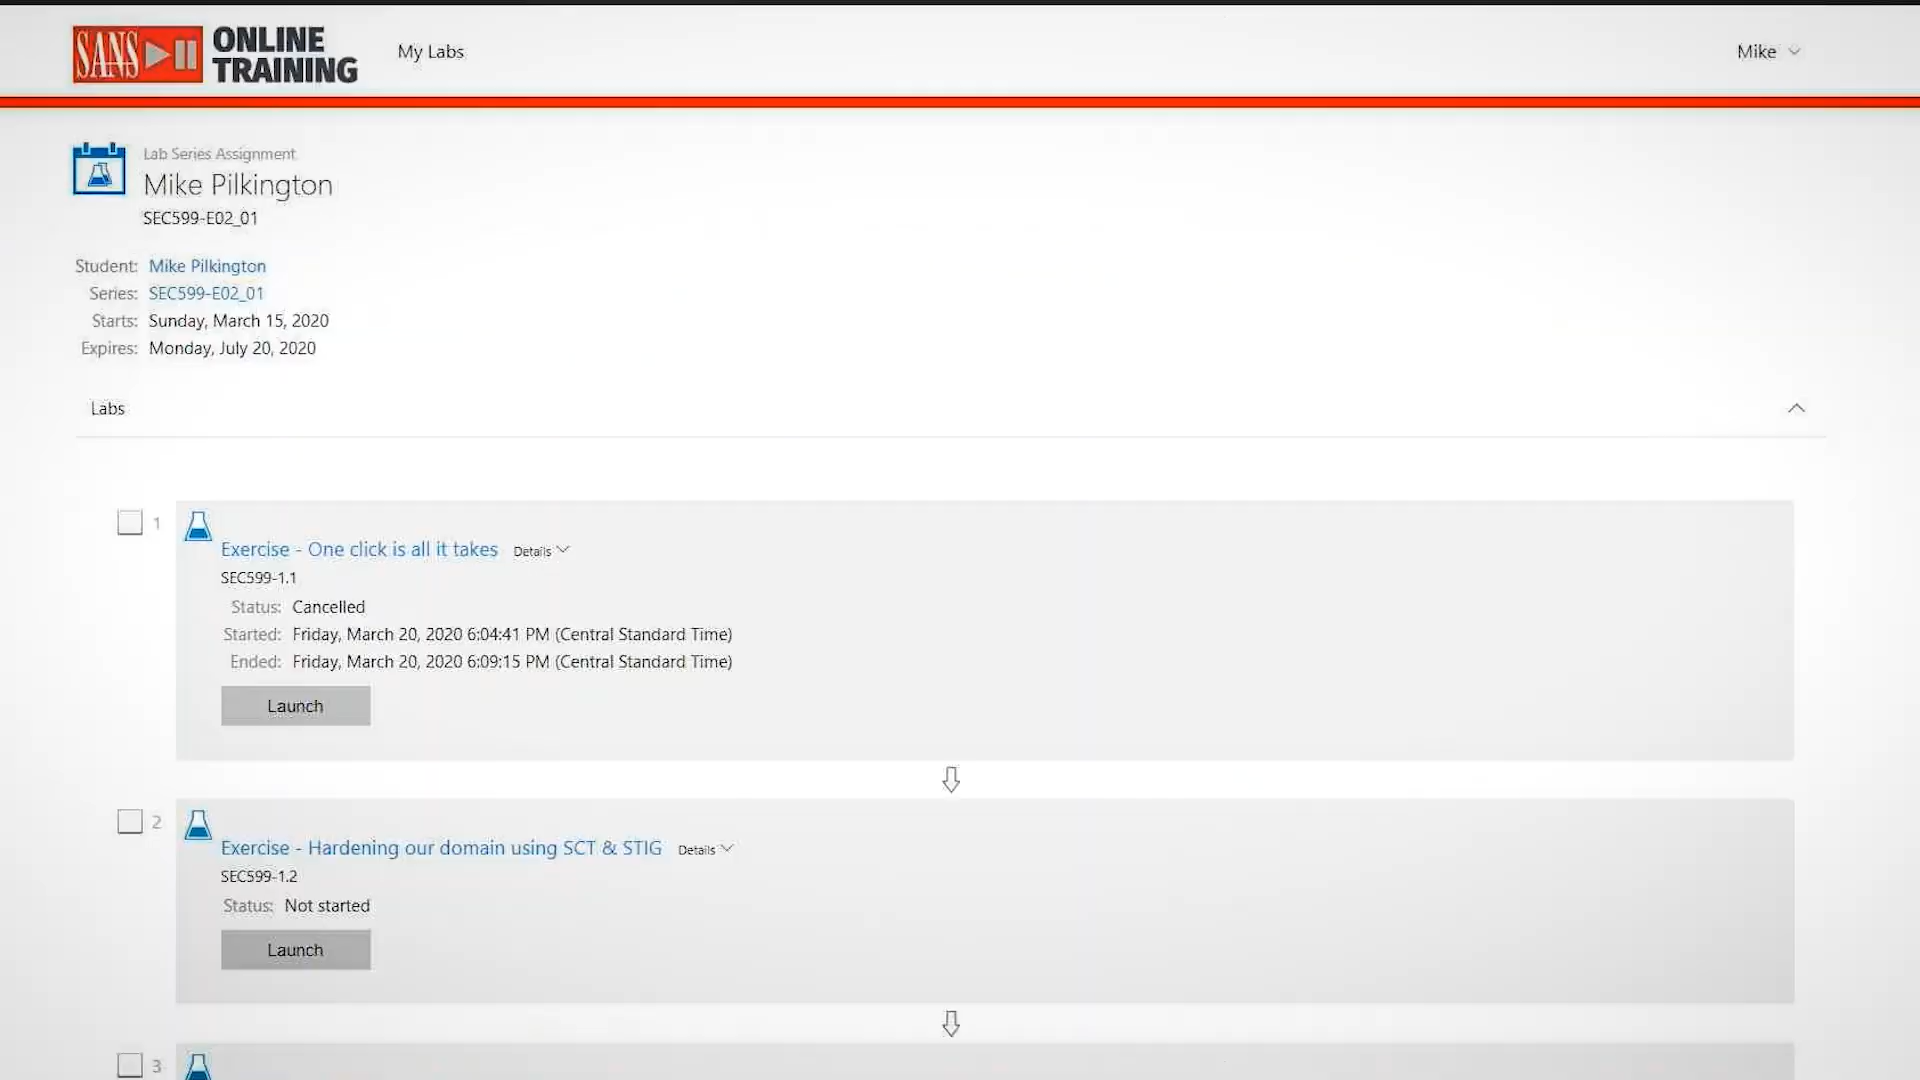 SANS ONLINE TRAINING
My Labs
Mike
Lab Series Assignment
Mike Pilkington
SEC599-E02_01
Student: Mike Pilkington
Series: SEC599-E02_01
Starts: Sunday, March 15, 2020
Expires: Monday, July 20, 2020
Labs
1
Exercise - One click is all it takes Details
SEC599-1.1
Status: Cancelled
Started: Friday, March 20, 2020 6:04:41 PM (Central Standard Time)
Ended: Friday, March 20, 2020 6:09:15 PM (Central Standard Time)
Launch
2
Exercise - Hardening our domain using SCT & STIG Details
SEC599-1.2
Status: Not started
Launch
3